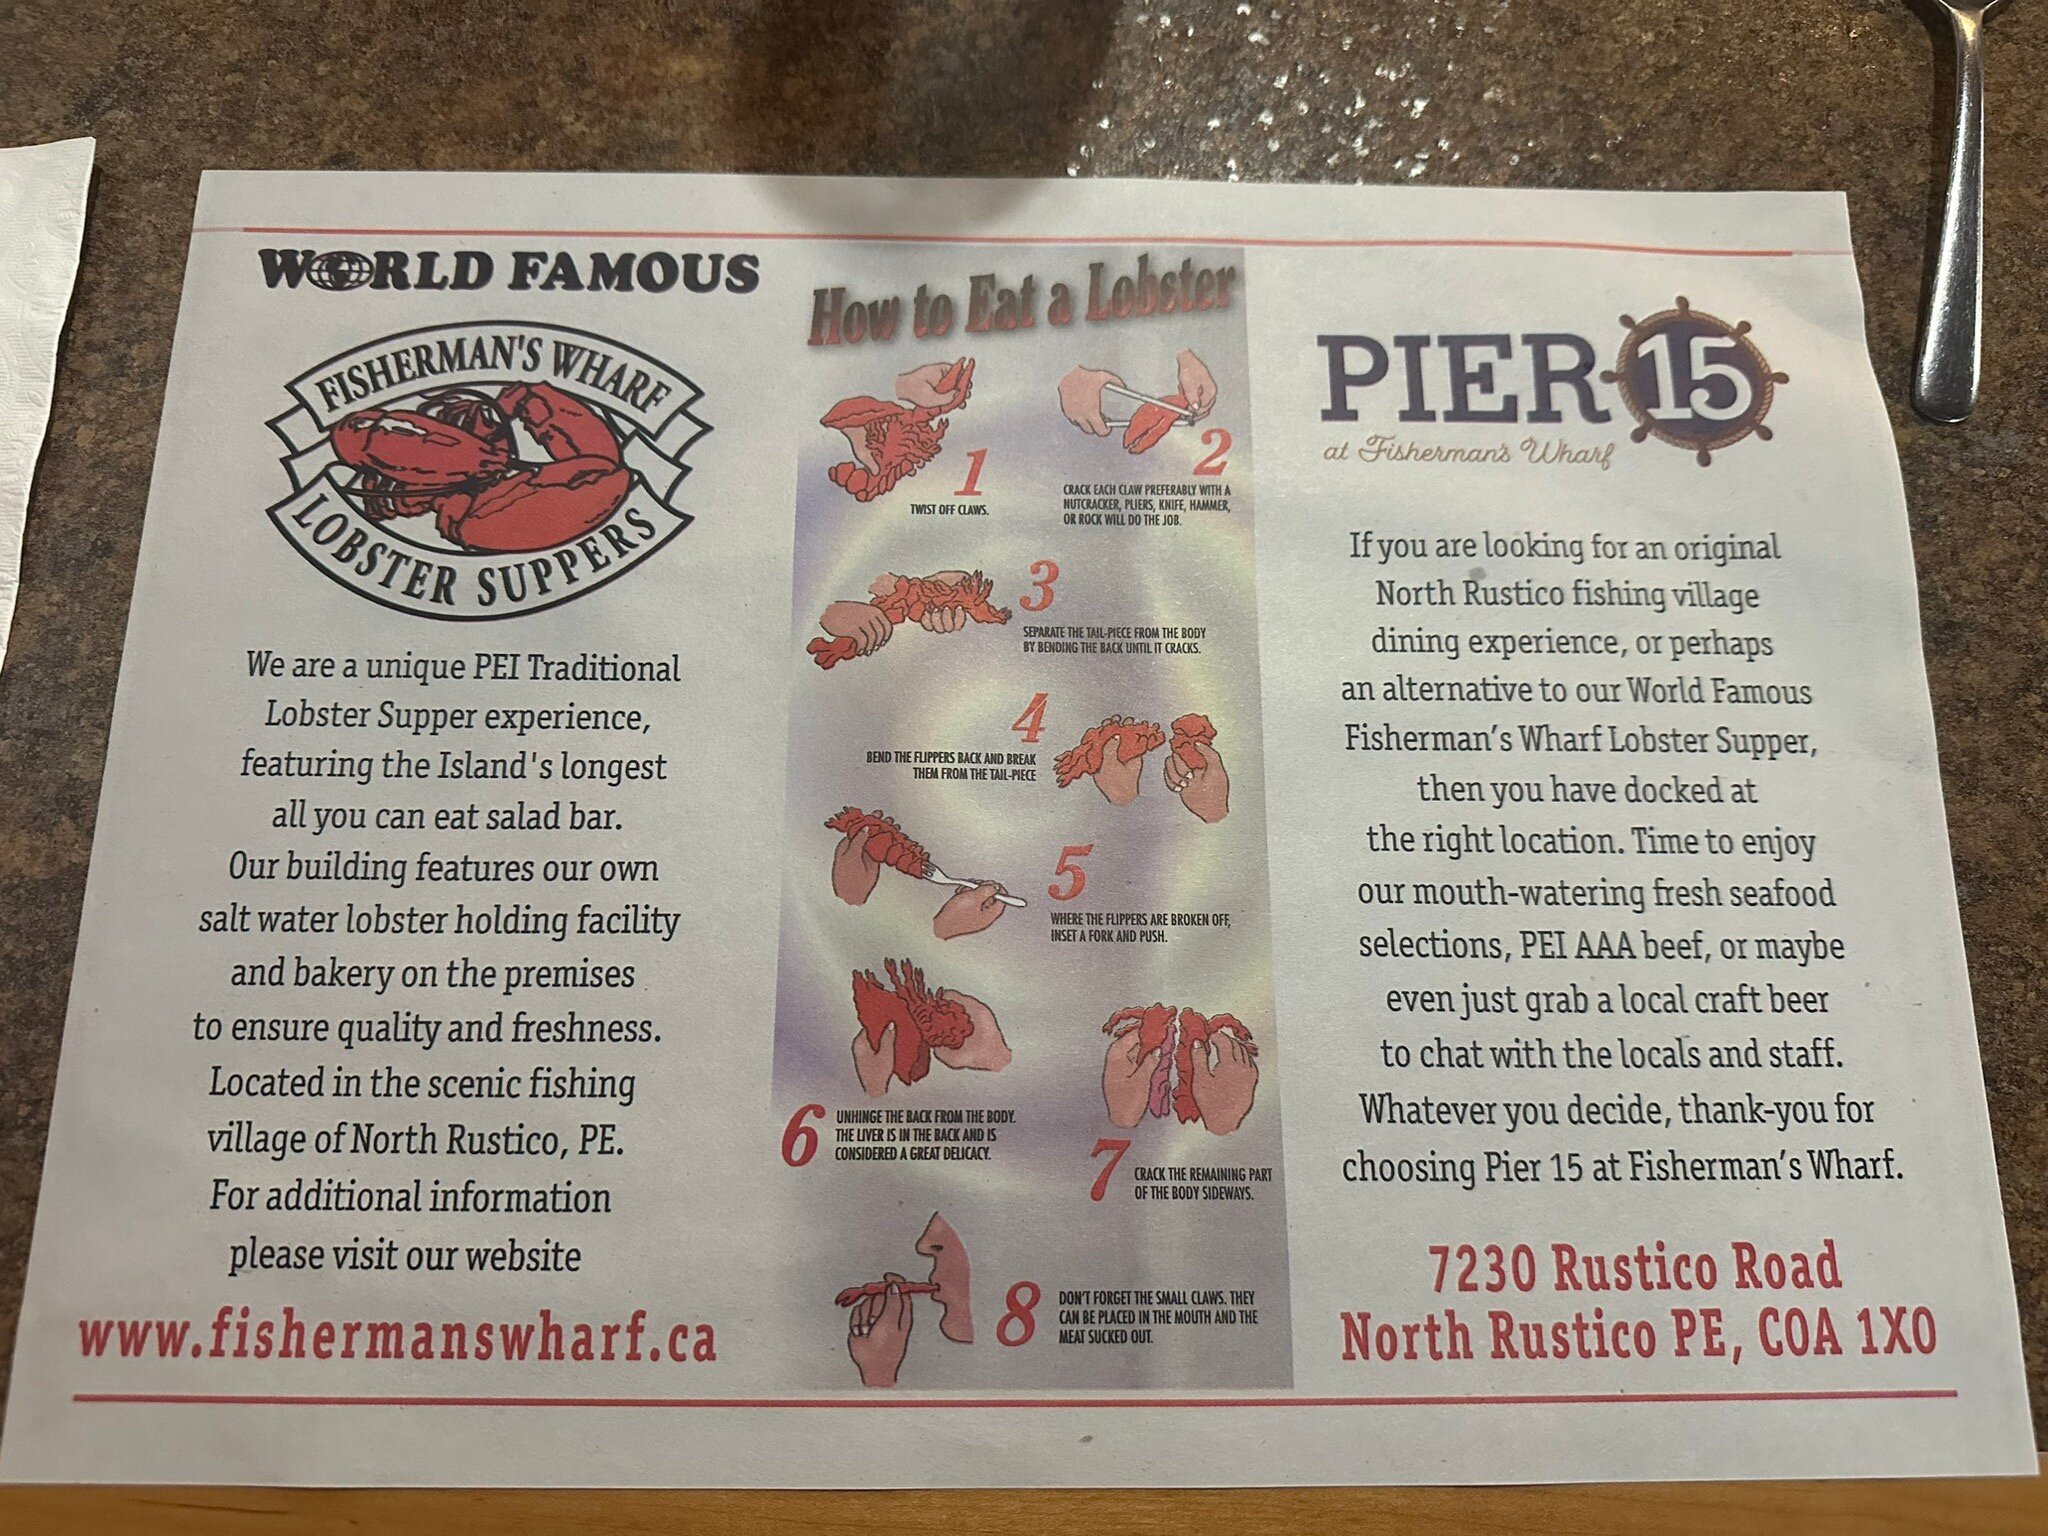 WORLD FAMOUS
FISHERMAN'S WHARF
LOBSTER SUPPERS
We are a unique PEI Traditional
Lobster Supper experience,
featuring the Island's longest
all you can eat salad bar.
Our building features our own
salt water lobster holding facility
and bakery on the premises
to ensure quality and freshness.
Located in the scenic fishing
village of North Rustico, PE.
For additional information
please visit our website
www.fishermanswharf.ca
How to Eat a Lobster
1
TWIST OFF CLAWS.
2
CRACK EACH CLAW PREFERABLY WITH A
NUTCRACKER, PLIERS, KNIFE, HAMMER,
OR ROCK WILL DO THE JOB.
3
SEPARATE THE TAIL-PIECE FROM THE BODY
BY BENDING THE BACK UNTIL IT CRACKS.
4
BEND THE FLIPPERS BACK AND BREAK
THEM FROM THE TAIL-PIECE
5
WHERE THE FLIPPERS ARE BROKEN OFF,
INSET A FORK AND PUSH.
6
UNHINGE THE BACK FROM THE BODY.
THE LIVER IS IN THE BACK AND IS
CONSIDERED A GREAT DELICACY.
7
CRACK THE REMAINING PART
OF THE BODY SIDEWAYS.
8
DON'T FORGET THE SMALL CLAWS. THEY
CAN BE PLACED IN THE MOUTH AND THE
MEAT SUCKED OUT.
PIER 15
at Fisherman's Wharf
If you are looking for an original
North Rustico fishing village
dining experience, or perhaps
an alternative to our World Famous
Fisherman's Wharf Lobster Supper,
then you have docked at
the right location. Time to enjoy
our mouth-watering fresh seafood
selections, PEI AAA beef, or maybe
even just grab a local craft beer
to chat with the locals and staff.
Whatever you decide, thank-you for
choosing Pier 15 at Fisherman's Wharf.
7230 Rustico Road
North Rustico PE, COA 1XO